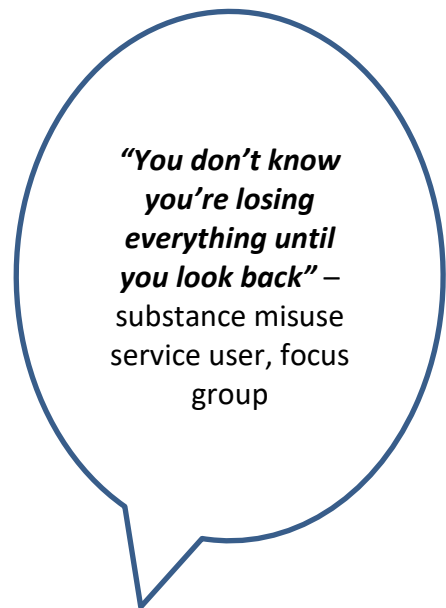 “You don’t know
you’re losing
everything until
you look back” –
substance misuse
service user, focus
group